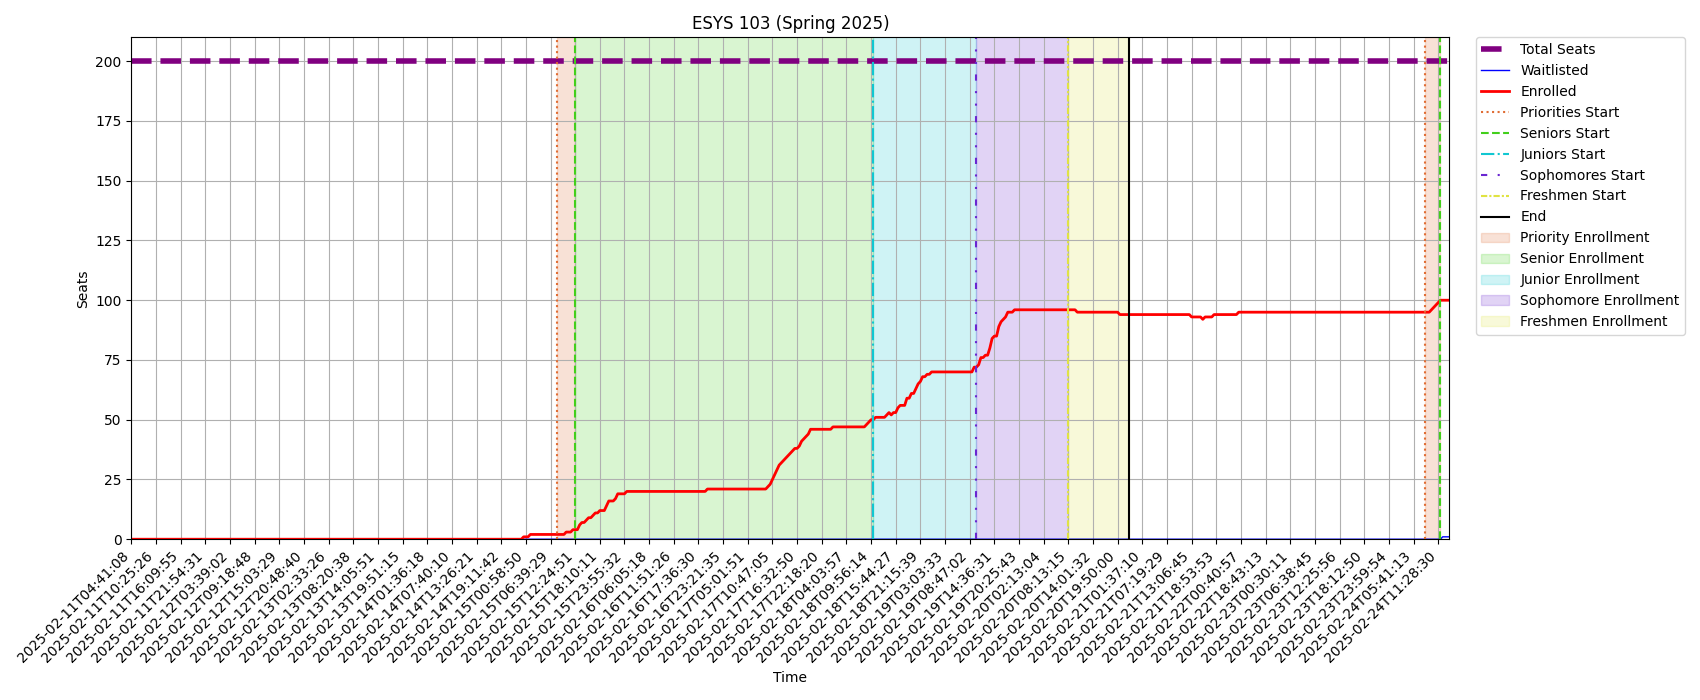 ESYS 103 (Spring 2025)
Seats
200
175
150
125
100
75
50
25
0
2025-02-11T04:41:08
2025-02-11T10:25:26
2025-02-11T16:09:55
2025-02-11T21:54:31
2025-02-12T03:39:02
2025-02-12T09:18:48
2025-02-12T15:03:29
2025-02-12T20:48:40
2025-02-13T02:33:26
2025-02-13T08:20:38
2025-02-13T14:05:51
2025-02-13T19:51:15
2025-02-14T01:36:18
2025-02-14T07:40:10
2025-02-14T13:26:21
2025-02-14T19:11:42
2025-02-15T00:58:50
2025-02-15T06:39:29
2025-02-15T12:24:51
2025-02-15T18:10:11
2025-02-15T23:55:32
2025-02-16T06:05:18
2025-02-16T11:51:26
2025-02-16T17:36:30
2025-02-16T23:21:35
2025-02-17T05:01:51
2025-02-17T10:47:05
2025-02-17T16:32:50
2025-02-17T22:18:20
2025-02-18T04:03:57
2025-02-18T09:56:14
2025-02-18T15:44:27
2025-02-18T21:15:39
2025-02-19T03:03:33
2025-02-19T08:47:02
2025-02-19T14:36:31
2025-02-19T20:25:43
2025-02-20T02:13:04
2025-02-20T08:13:15
2025-02-20T14:01:32
2025-02-20T19:50:00
2025-02-21T01:37:10
2025-02-21T07:19:29
2025-02-21T13:06:45
2025-02-21T18:53:53
2025-02-22T00:40:57
2025-02-22T18:43:13
2025-02-23T00:30:11
2025-02-23T06:38:45
2025-02-23T12:25:56
2025-02-23T18:12:50
2025-02-23T23:59:54
2025-02-24T05:41:13
2025-02-24T11:28:30
Time
Total Seats
Waitlisted
Enrolled
Priorities Start
Seniors Start
Juniors Start
Sophomores Start
Freshmen Start
End
Priority Enrollment
Senior Enrollment
Junior Enrollment
Sophomore Enrollment
Freshmen Enrollment